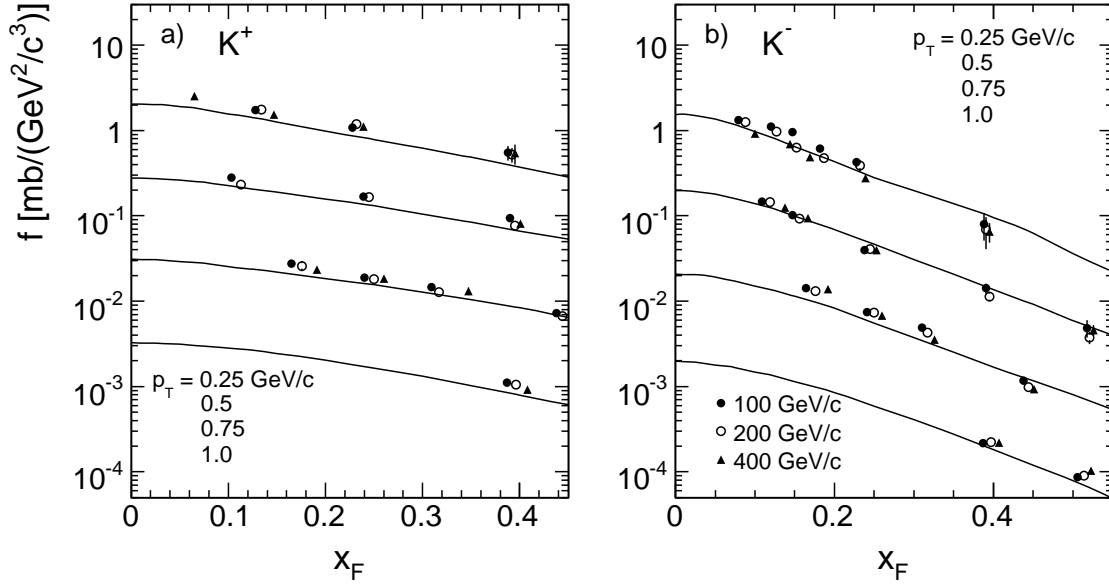 f [mb/(GeV²/c³)]
a) K⁺
10
1
10⁻¹
10⁻²
10⁻³
10⁻⁴
p_T = 0.25 GeV/c
0.5
0.75
1.0
0 0.1 0.2 0.3 0.4
x_F
b) K⁻
p_T = 0.25 GeV/c
0.5
0.75
1.0
100 GeV/c
200 GeV/c
400 GeV/c
0 0.2 0.4
x_F